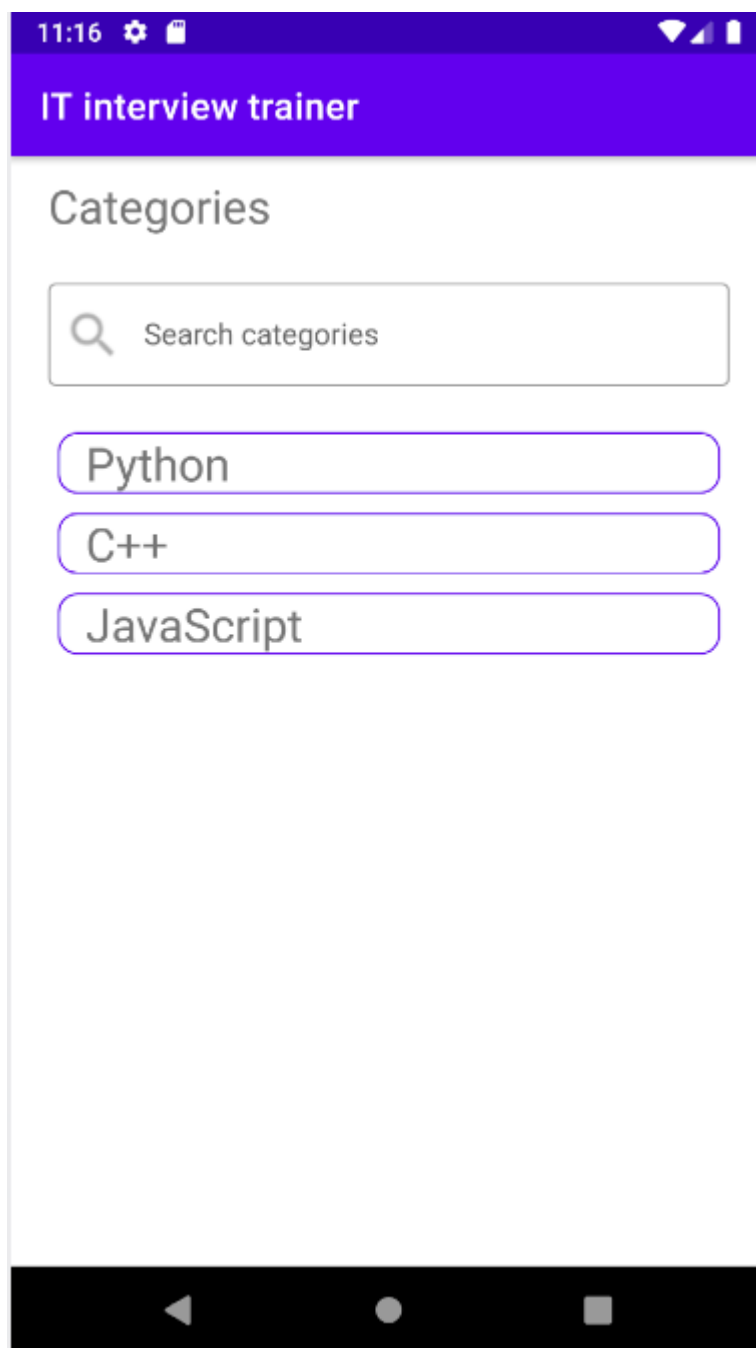 11:16
IT interview trainer
Categories
Search categories
Python
C++
JavaScript